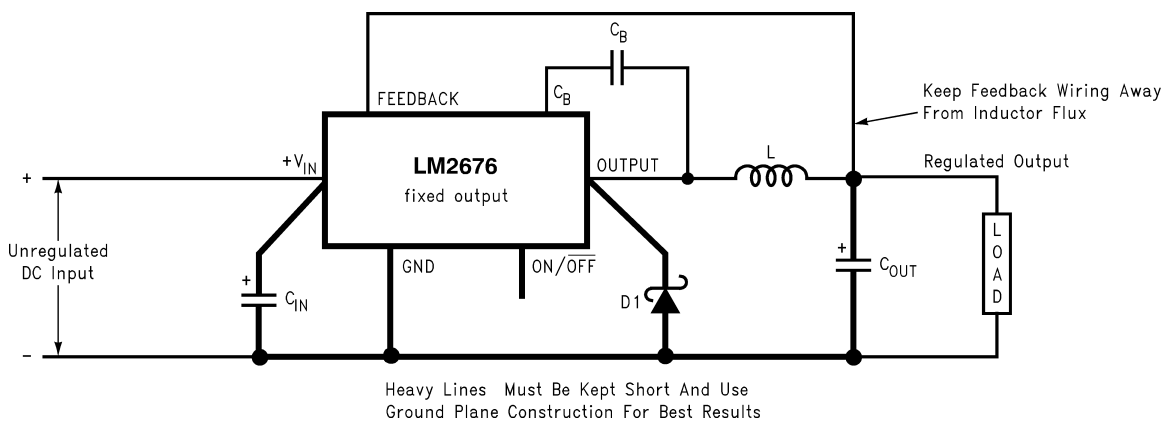 C_B
FEEDBACK
C_B
Keep Feedback Wiring Away
From Inductor Flux
+V_IN
LM2676
fixed output
OUTPUT
L
Regulated Output
+
Unregulated
DC Input
GND
ON/O̅F̅F̅
+
C_IN
D1
+
C_OUT
LOAD
–
Heavy Lines Must Be Kept Short And Use
Ground Plane Construction For Best Results